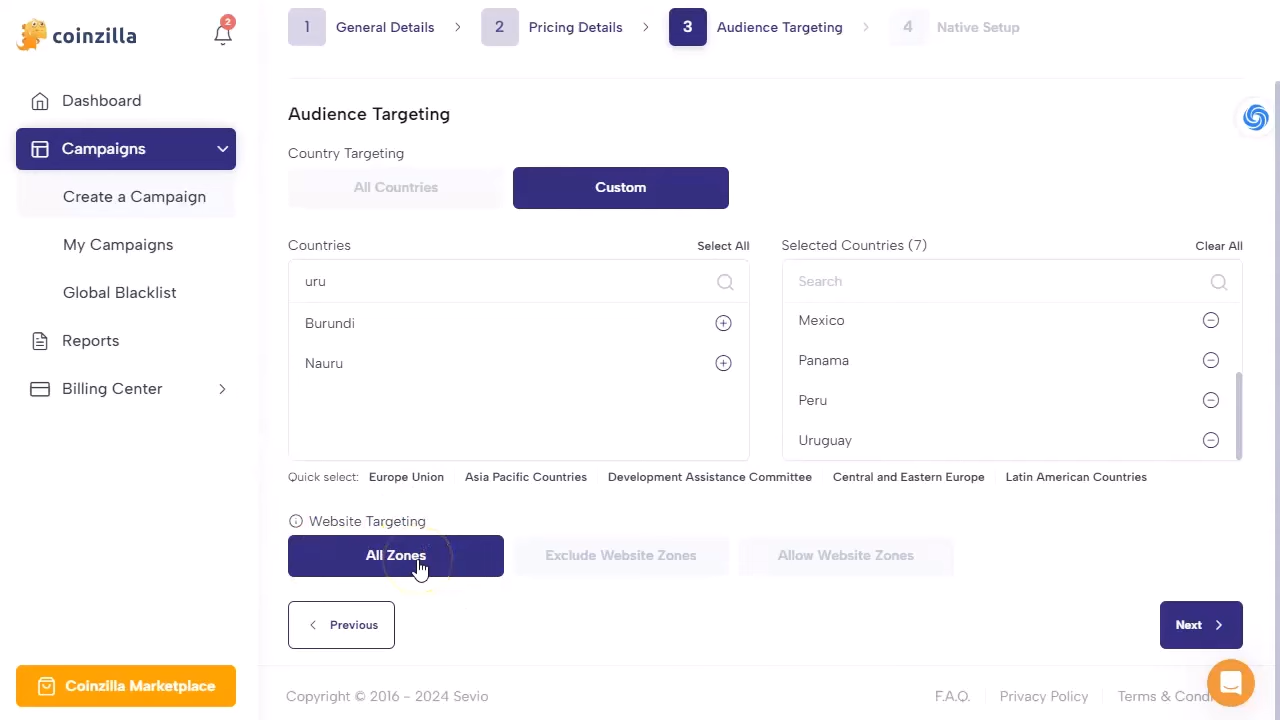 coinzilla
2
1 General Details
2 Pricing Details
3 Audience Targeting
4 Native Setup
Dashboard
Campaigns
Create a Campaign
My Campaigns
Global Blacklist
Reports
Billing Center
Coinzilla Marketplace
Audience Targeting
Country Targeting
All Countries Custom
Countries Select All
uru
Burundi
Nauru
Selected Countries (7) Clear All
Search
Mexico
Panama
Peru
Uruguay
Quick select: Europe Union Asia Pacific Countries Development Assistance Committee Central and Eastern Europe Latin American Countries
Website Targeting
All Zones Exclude Website Zones Allow Website Zones
Previous Next
Copyright © 2016 - 2024 Sevio F.A.Q. Privacy Policy Terms &